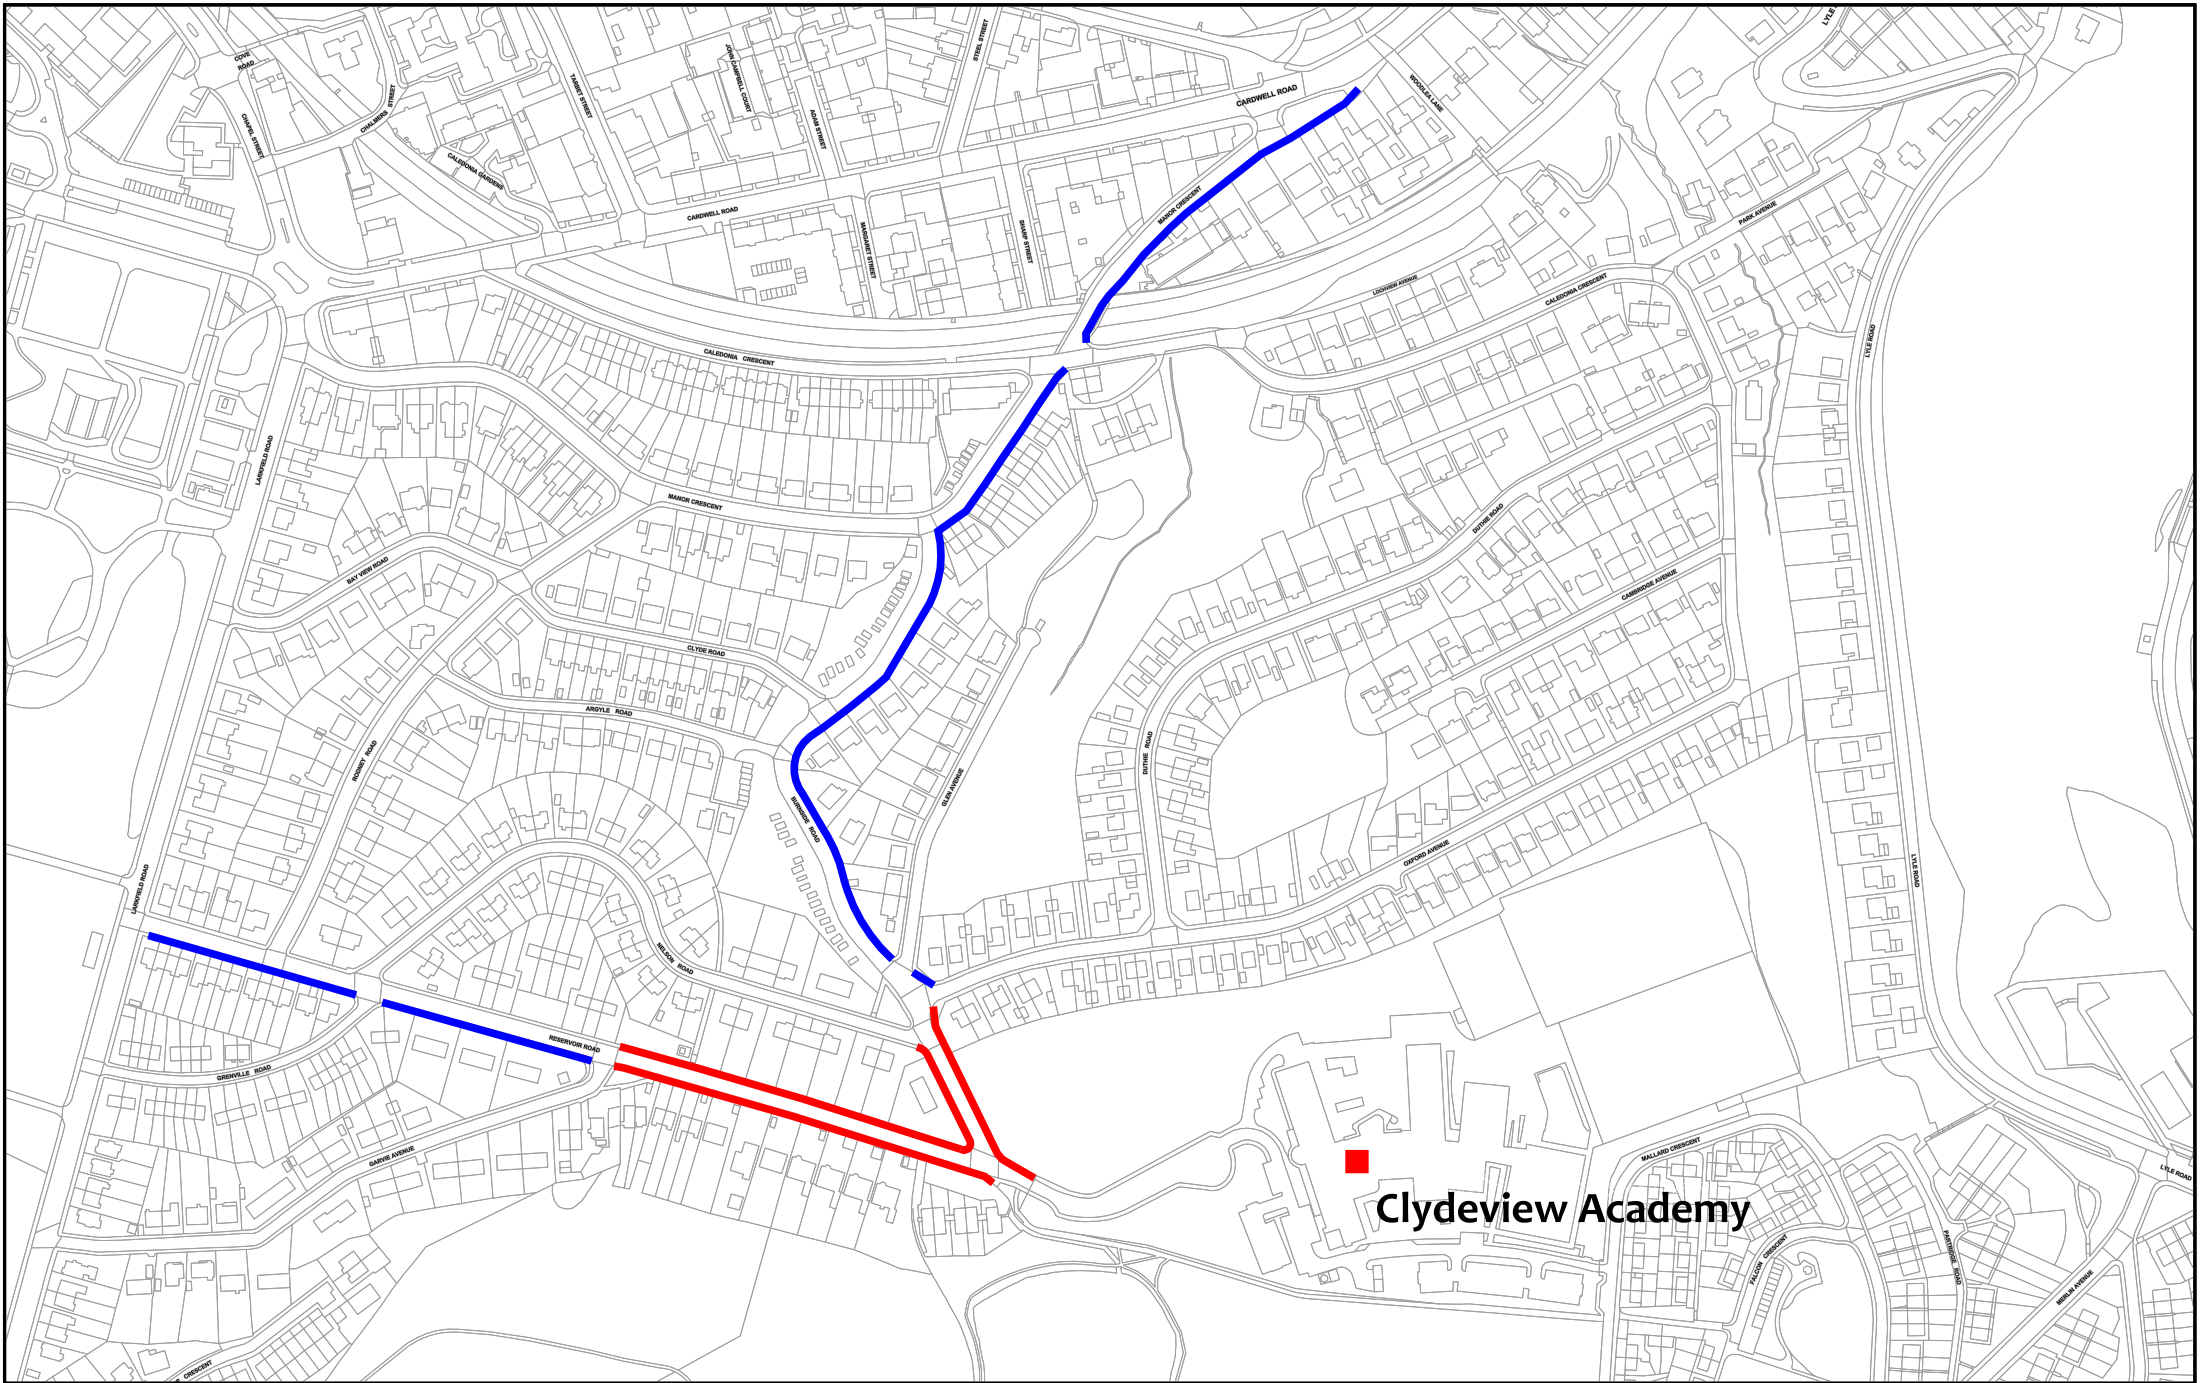 LYLE
STEEL STREET
COVE
ROAD
JOHN CAMPBELL COURT
TARBET STREET
WOODLEA LANE
CARDWELL ROAD
CHALMERS STREET
CHAPEL STREET
ADAM STREET
CALEDONIA GARDENS
MANOR CRESCENT
CARDWELL ROAD
PARK AVENUE
MARGARET STREET
SHARP STREET
LOCHVIEW AVENUE
CALEDONIA CRESCENT
LYLE ROAD
CALEDONIA CRESCENT
LARKFIELD ROAD
MANOR CRESCENT
DUTHIE ROAD
BAY VIEW ROAD
CAMBRIDGE AVENUE
CLYDE ROAD
ARGYLE ROAD
RODNEY ROAD
DUTHIE ROAD
GLEN AVENUE
BURNSIDE ROAD
OXFORD AVENUE
LYLE ROAD
LARKFIELD ROAD
NELSON ROAD
RESERVOIR ROAD
GRENVILLE ROAD
GARVIE AVENUE
MALLARD CRESCENT
LYLE ROAD
Clydeview Academy
FALCON CRESCENT
PARTRIDGE ROAD
MERLIN AVENUE
CRESCENT